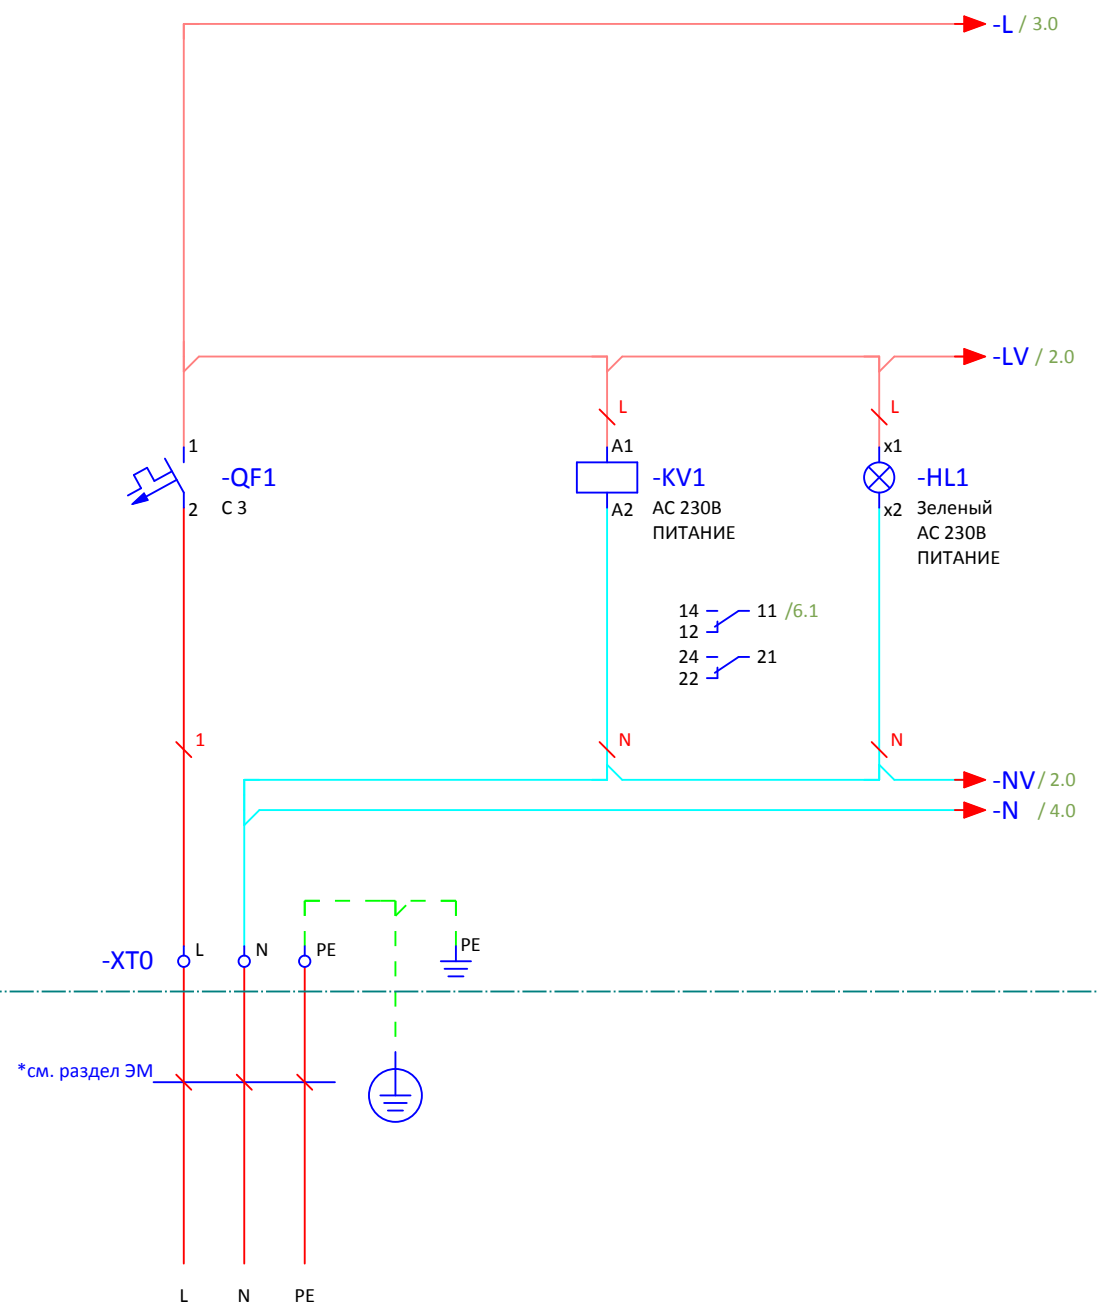 -L / 3.0
-LV / 2.0
L
L
1
A1
x1
-QF1
-KV1
-HL1
2
C 3
A2
АС 230В
x2
Зеленый
ПИТАНИЕ
АС 230В
ПИТАНИЕ
14
11 /6.1
12
24
21
22
1
N
N
-NV / 2.0
-N / 4.0
-XT0
L
N
PE
PE
*см. раздел ЭМ
L
N
PE